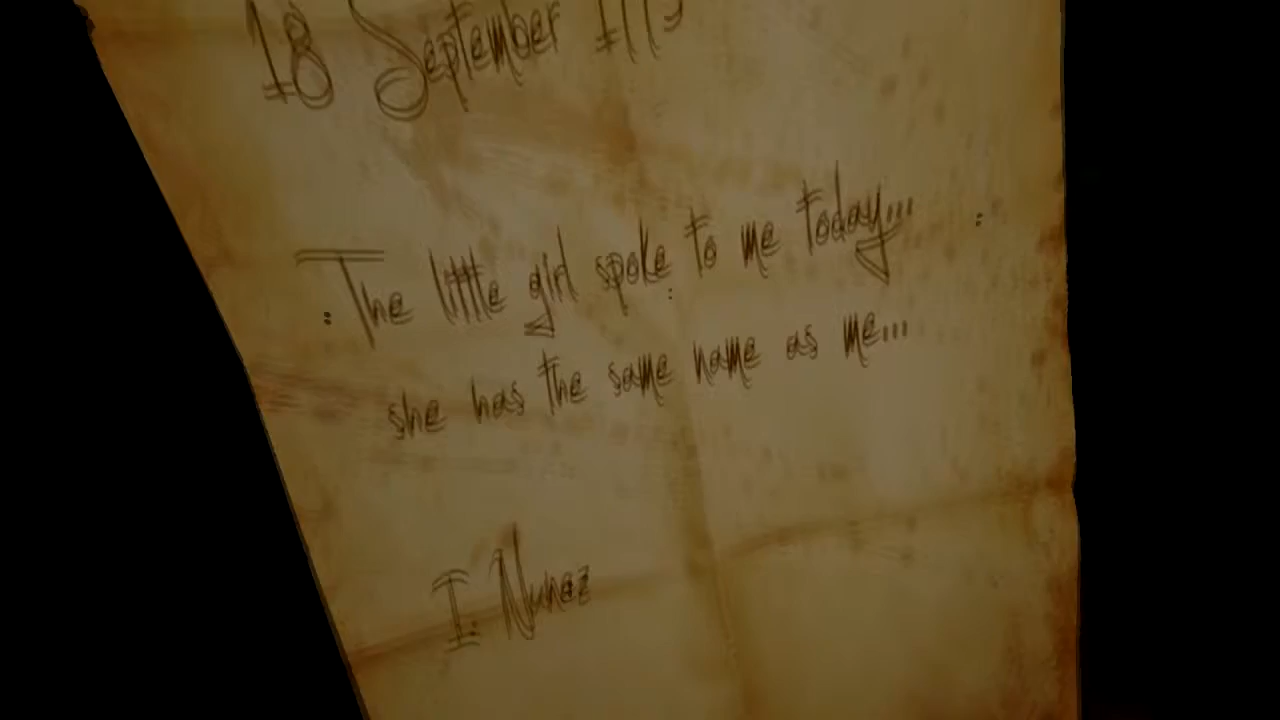 18 September
The little girl spoke to me today...
she has the same name as me...
I. Nunez